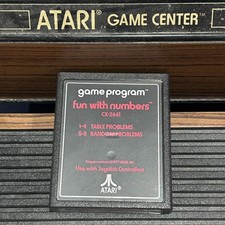 ATARI GAME CENTER™
game program™
fun with numbers™
CX-2661
1-4 TABLE PROBLEMS
5-8 RANDOM PROBLEMS
Use with Joystick Controllers
ATARI®